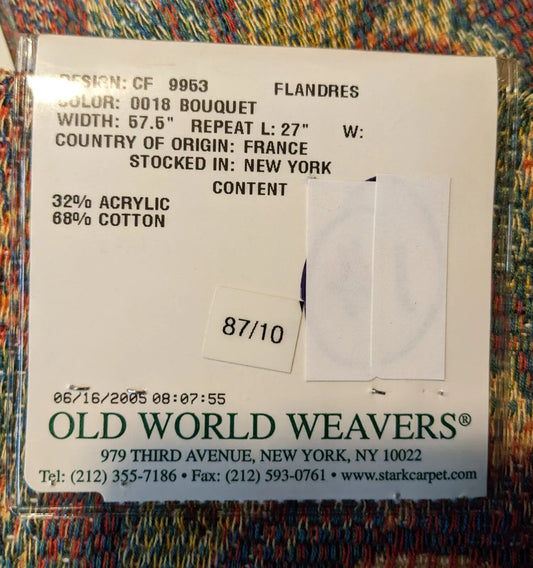 DESIGN: CF 9953 FLANDRES
COLOR: 0018 BOUQUET
WIDTH: 57.5" REPEAT L: 27" W:
COUNTRY OF ORIGIN: FRANCE
STOCKED IN: NEW YORK
CONTENT
32% ACRYLIC
68% COTTON
87/10
06/16/2005 08:07:55
OLD WORLD WEAVERS®
979 THIRD AVENUE, NEW YORK, NY 10022
Tel: (212) 355-7186 • Fax: (212) 593-0761 • www.starkcarpet.com